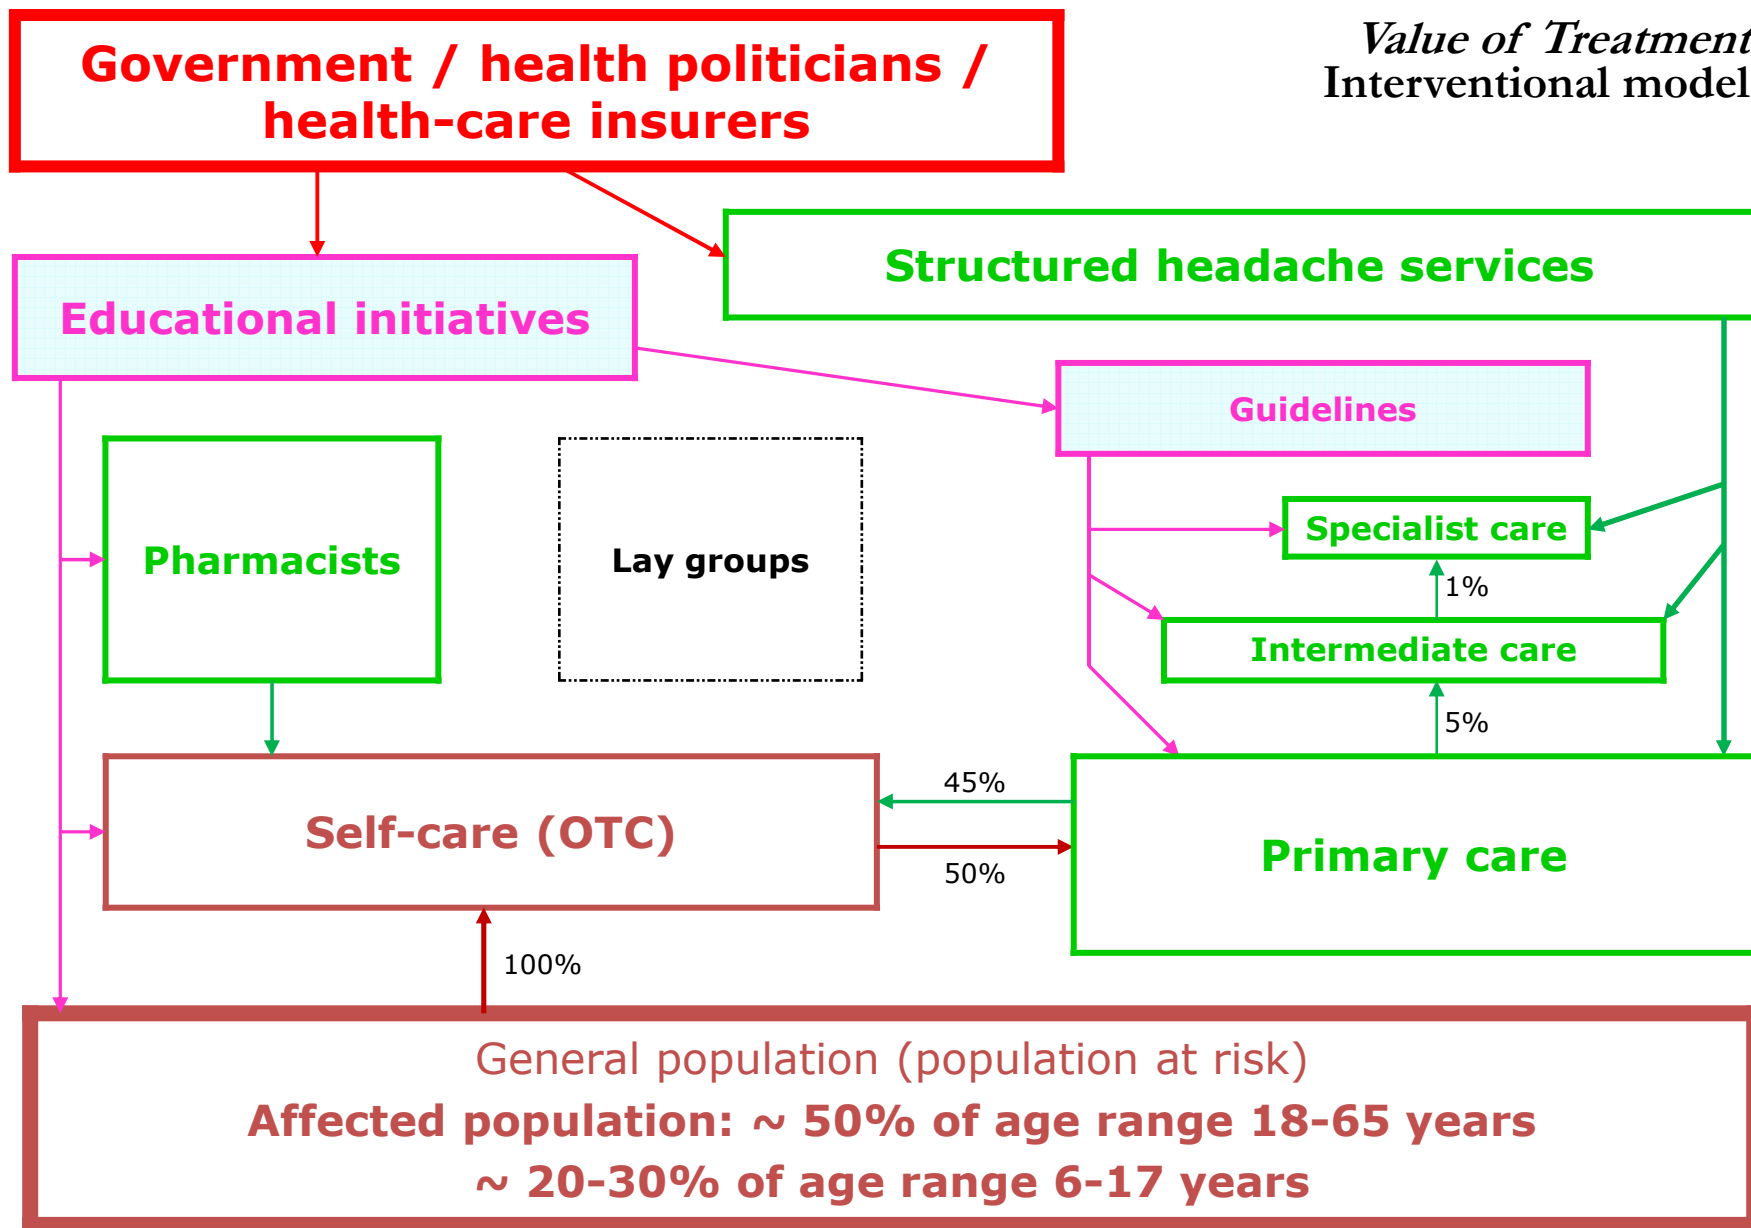 Government / health politicians /
health-care insurers
Value of Treatment
Interventional model
Structured headache services
Educational initiatives
Guidelines
Pharmacists
Lay groups
Specialist care
1%
Intermediate care
5%
45%
Self-care (OTC)
50%
Primary care
100%
General population (population at risk)
Affected population: ~ 50% of age range 18-65 years
~ 20-30% of age range 6-17 years